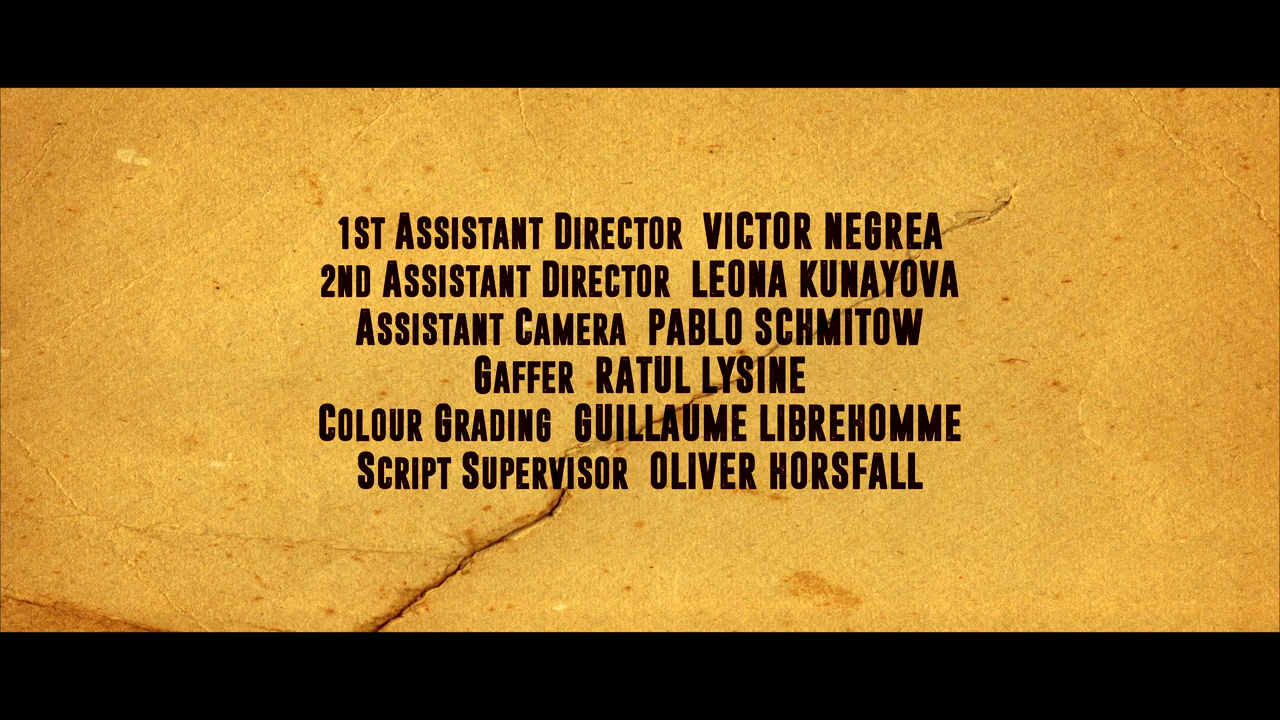 1st Assistant Director VICTOR NEGREA
2nd Assistant Director LEONA KUNAYOVA
Assistant Camera PABLO SCHMITOW
Gaffer RATUL LYSINE
Colour Grading GUILLAUME LIBREHOMME
Script Supervisor OLIVER HORSFALL